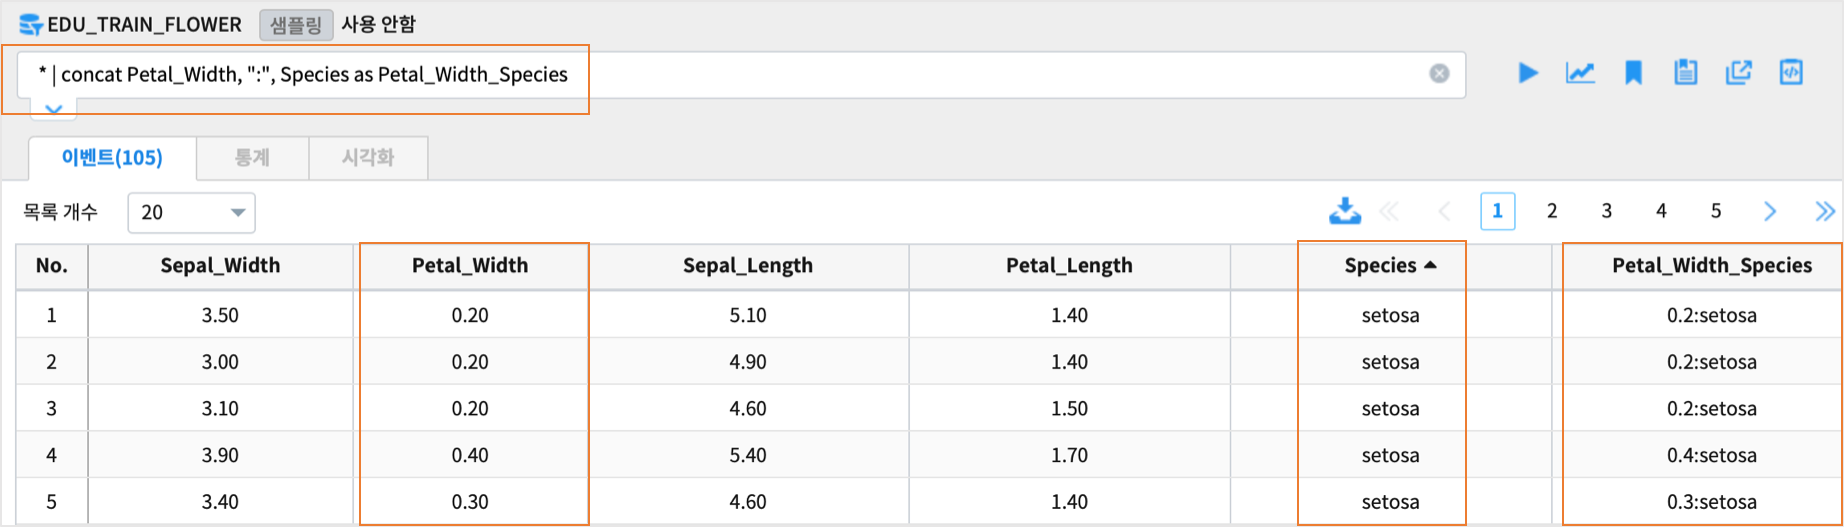 EDU_TRAIN_FLOWER 샘플링 사용 안함
* | concat Petal_Width, ":", Species as Petal_Width_Species
이벤트(105) 통계 시각화
목록 개수 20 1 2 3 4 5
No. Sepal_Width Petal_Width Sepal_Length Petal_Length Species Petal_Width_Species
1 3.50 0.20 5.10 1.40 setosa 0.2:setosa
2 3.00 0.20 4.90 1.40 setosa 0.2:setosa
3 3.10 0.20 4.60 1.50 setosa 0.2:setosa
4 3.90 0.40 5.40 1.70 setosa 0.4:setosa
5 3.40 0.30 4.60 1.40 setosa 0.3:setosa